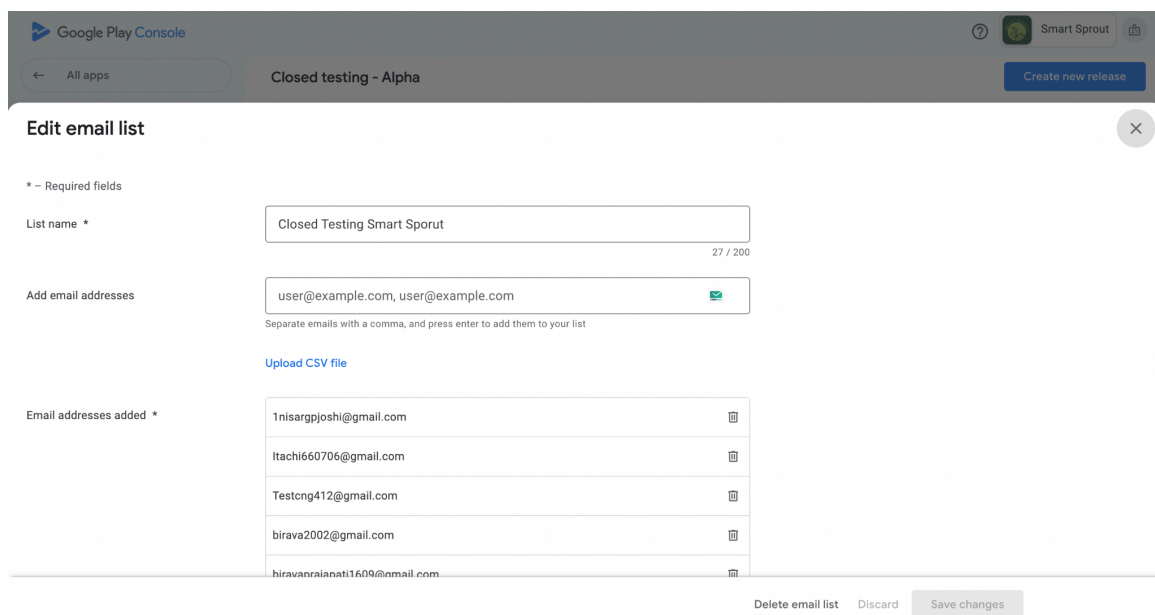 Google Play Console
Smart Sprout
All apps
Closed testing - Alpha
Create new release
Edit email list
* – Required fields
List name *
Closed Testing Smart Sporut
27 / 200
Add email addresses
user@example.com, user@example.com
Separate emails with a comma, and press enter to add them to your list
Upload CSV file
Email addresses added *
1nisargpjoshi@gmail.com
Itachi660706@gmail.com
Testcng412@gmail.com
birava2002@gmail.com
biravaprajapati1609@gmail.com
Delete email list Discard Save changes